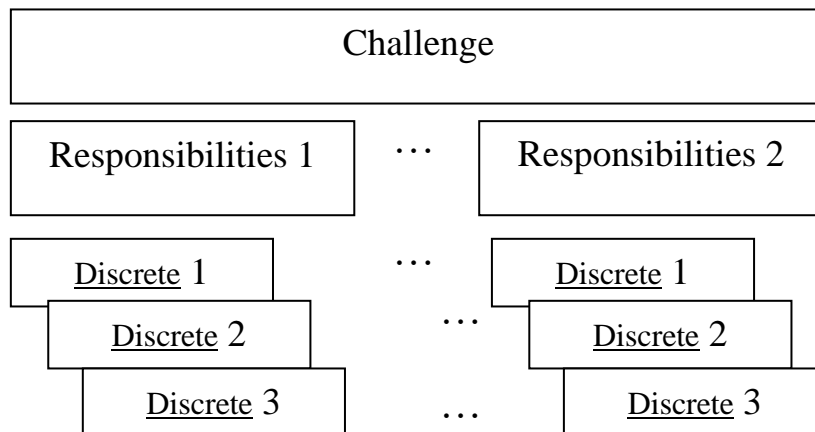 Challenge
Responsibilities 1 … Responsibilities 2
Discrete 1 … Discrete 1
Discrete 2 … Discrete 2
Discrete 3 … Discrete 3